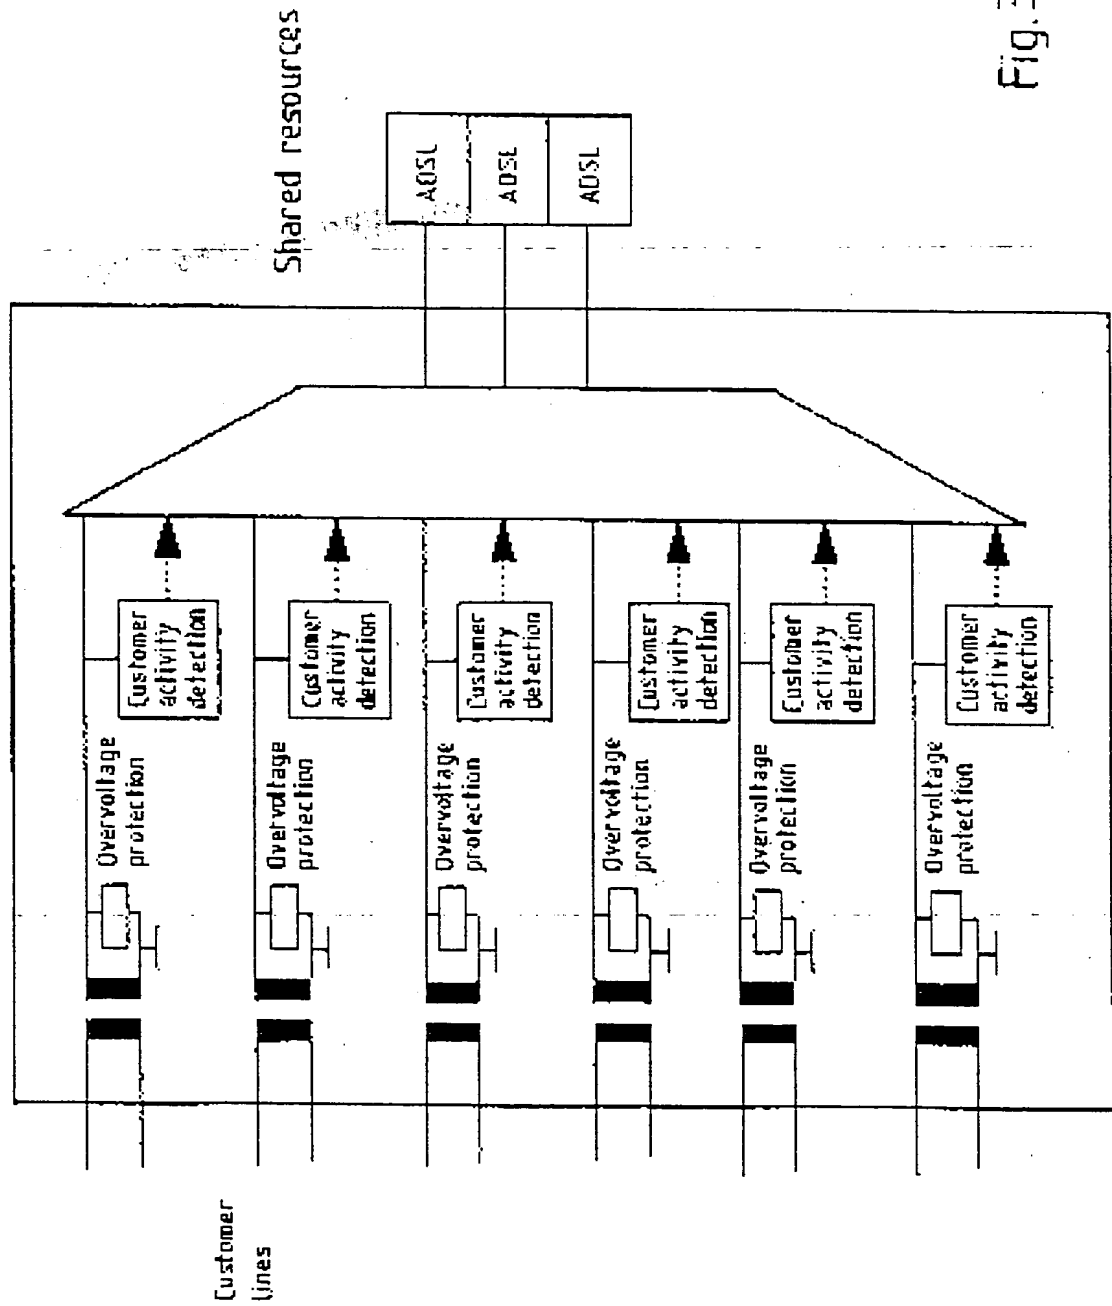 Customer
lines
Overvoltage
protection
Customer
activity
detection
Overvoltage
protection
Customer
activity
detection
Overvoltage
protection
Customer
activity
detection
Overvoltage
protection
Customer
activity
detection
Overvoltage
protection
Customer
activity
detection
Overvoltage
protection
Customer
activity
detection
Shared resources
ADSL
ADSL
ADSL
Fig.